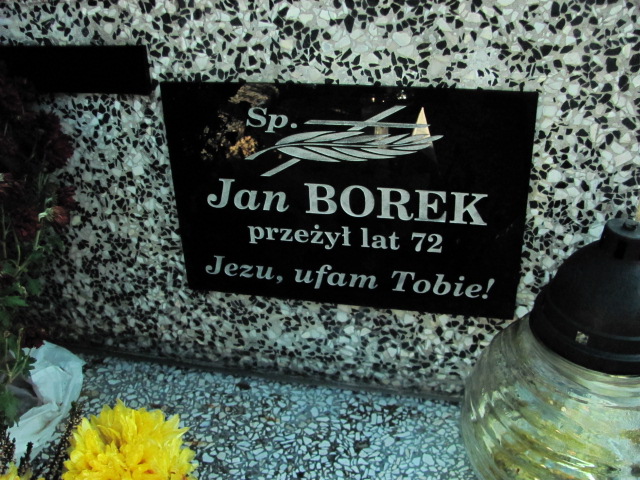 Sp.
Jan BOREK
przeżył lat 72
Jezu, ufam Tobie!